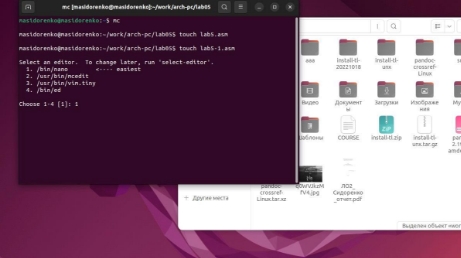 mc [masidorenko@masidorenko]:~/work/arch-pc/lab05
masidorenko@masidorenko:~$ mc
masidorenko@masidorenko:~/work/arch-pc/lab05$ touch lab5.asm
masidorenko@masidorenko:~/work/arch-pc/lab05$ touch lab5-1.asm
Select an editor. To change later, run 'select-editor'.
1. /bin/nano <---- easiest
2. /usr/bin/mcedit
3. /usr/bin/vim.tiny
4. /bin/ed
Choose 1-4 [1]: 1
install-tl-20221018
install-tl-unx
pandoc-crossref-Linux
Видео
Документы
Загрузки
Изображения
Шаблоны
COURSE
install-tl.zip
install-tl-unx.tar.gz
pandoc-crossref-Linux.tar.xz
ЛО2_Сидоренко_отчет.pdf
+ Другие места